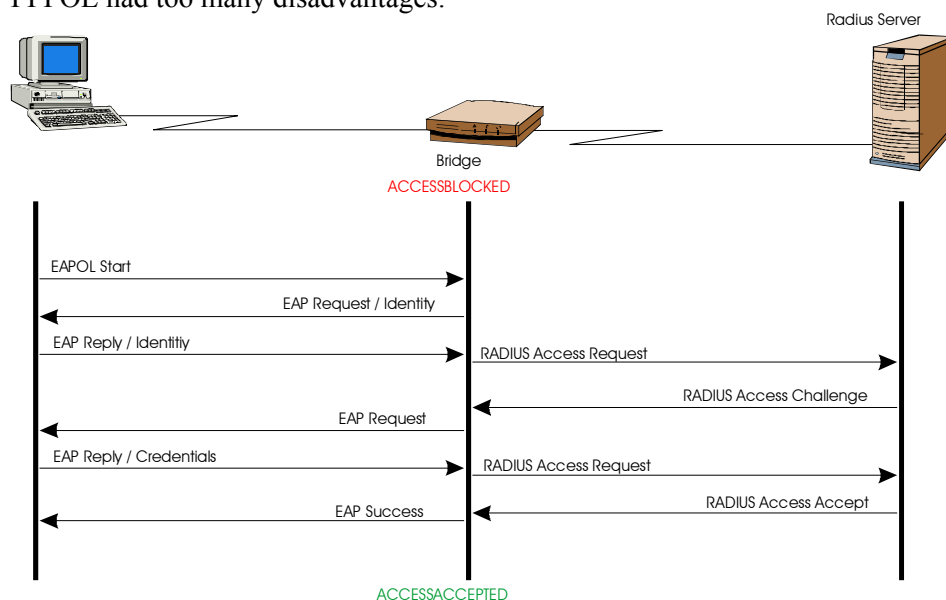 PPPOE had too many disadvantages:
Radius Server
Bridge
ACCESSBLOCKED
EAPOL Start
EAP Request / Identity
EAP Reply / Identitiy
RADIUS Access Request
RADIUS Access Challenge
EAP Request
EAP Reply / Credentials
RADIUS Access Request
RADIUS Access Accept
EAP Success
ACCESSACCEPTED